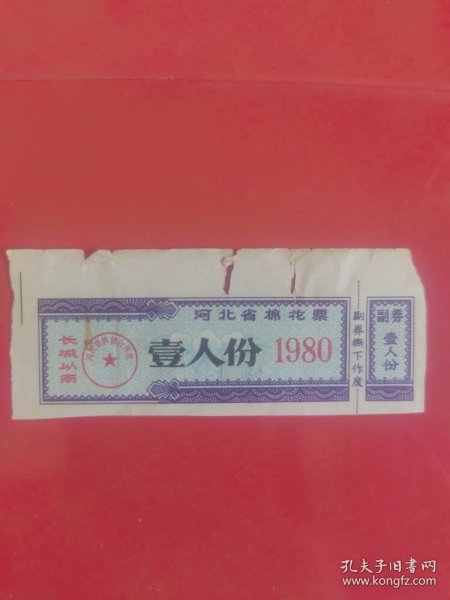 河北省棉花票
长城以南
壹人份
1980
副券撕下作废
副券
壹人份
孔夫子旧书网
www.kongfz.com